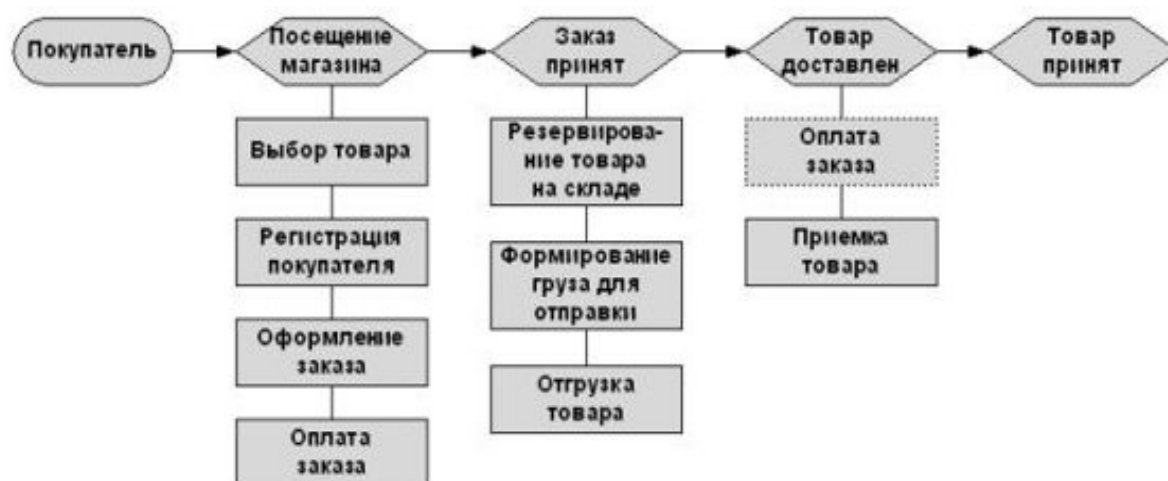 Покупатель
Посещение
магазина
Заказ
принят
Товар
доставлен
Товар
принят
Выбор товара
Регистрация
покупателя
Оформление
заказа
Оплата
заказа
Резервирова-
ние товара
на складе
Формирование
груза для
отправки
Отгрузка
товара
Оплата
заказа
Приемка
товара